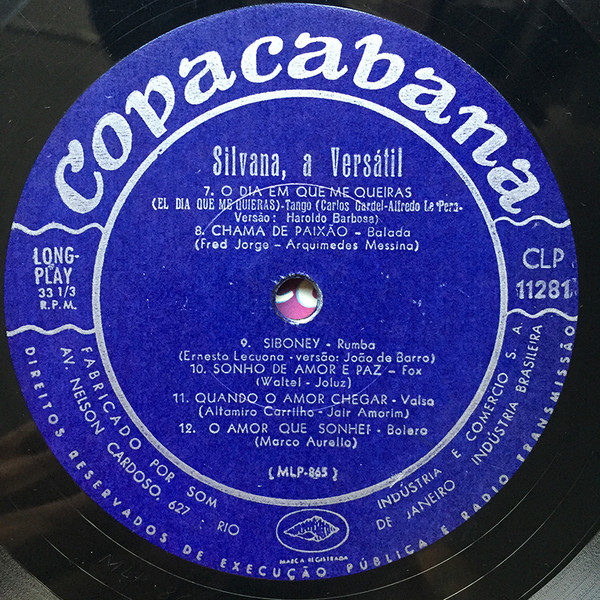 Copacabana
Silvana, a Versátil
7. O DIA EM QUE ME QUEIRAS
(EL DIA QUE ME QUIERAS)-Tango (Carlos Gardel-Alfredo Le Pera-
Versão: Haroldo Barbosa)
8. CHAMA DE PAIXÃO - Balada
(Fred Jorge - Arquimedes Messina)
LONG-
PLAY
33 1/3
R.P.M.
CLP
11281
9. SIBONEY - Rumba
(Ernesto Lecuona - versão: João de Barro)
10. SONHO DE AMOR E PAZ - Fox
(Waltel - Joluz)
11. QUANDO O AMOR CHEGAR - Valsa
(Altamiro Carrilho - Jair Amorim)
12. O AMOR QUE SONHEI - Bolero
(Marco Aurelio)
(MLP-865)
FABRICADO POR SOM INDÚSTRIA E COMERCIO S. A.
AV. NELSON CARDOSO, 627 : RIO DE JANEIRO INDÚSTRIA BRASILEIRA
MARCA REGISTRADA
DIREITOS RESERVADOS DE EXECUÇÃO PÚBLICA E RADIO TRANSMISSÃO